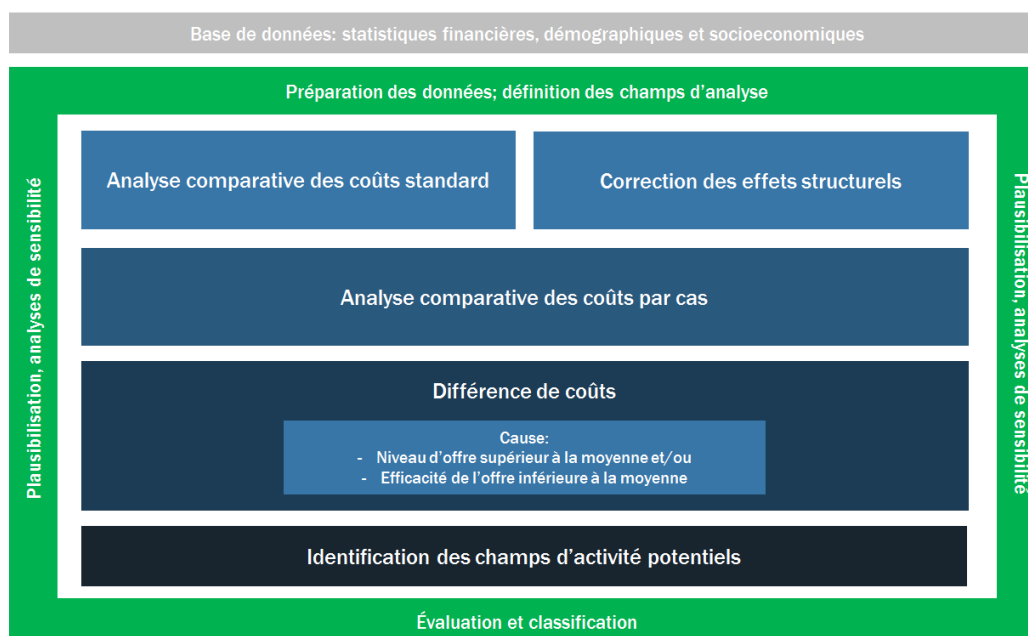 Base de données: statistiques financières, démographiques et socioeconomiques
Préparation des données; définition des champs d'analyse
Plausibilisation, analyses de sensibilité
Analyse comparative des coûts standard
Correction des effets structurels
Plausibilisation, analyses de sensibilité
Analyse comparative des coûts par cas
Différence de coûts
Cause:
- Niveau d'offre supérieur à la moyenne et/ou
- Efficacité de l'offre inférieure à la moyenne
Identification des champs d'activité potentiels
Évaluation et classification